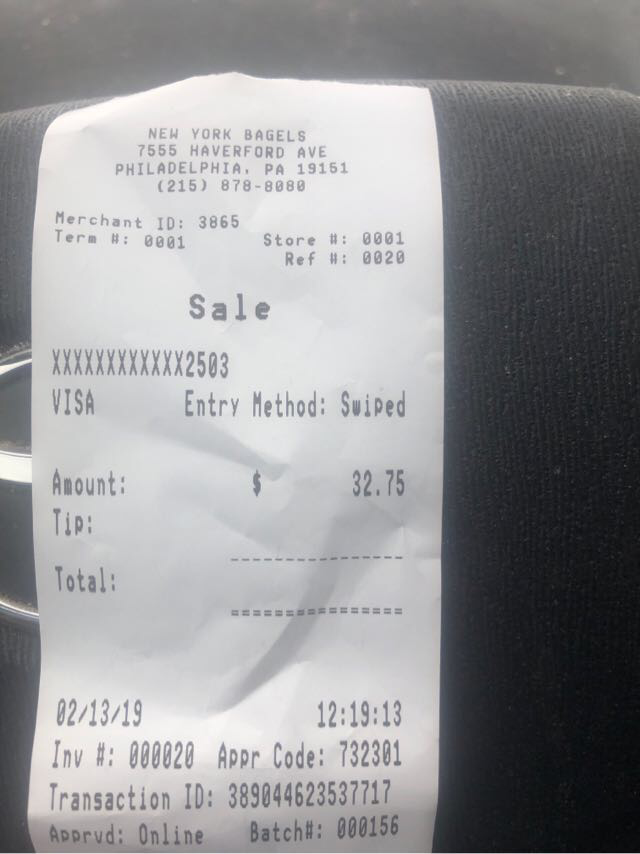 NEW YORK BAGELS
7555 HAVERFORD AVE
PHILADELPHIA, PA 19151
(215) 878-8080
Merchant ID: 3865
Term #: 0001 Store #: 0001
Ref #: 0020
Sale
XXXXXXXXXXXX2503
VISA Entry Method: Swiped
Amount: $ 32.75
Tip:
Total:
02/13/19 12:19:13
Inv #: 000020 Appr Code: 732301
Transaction ID: 389044623537717
Apprvd: Online Batch#: 000156